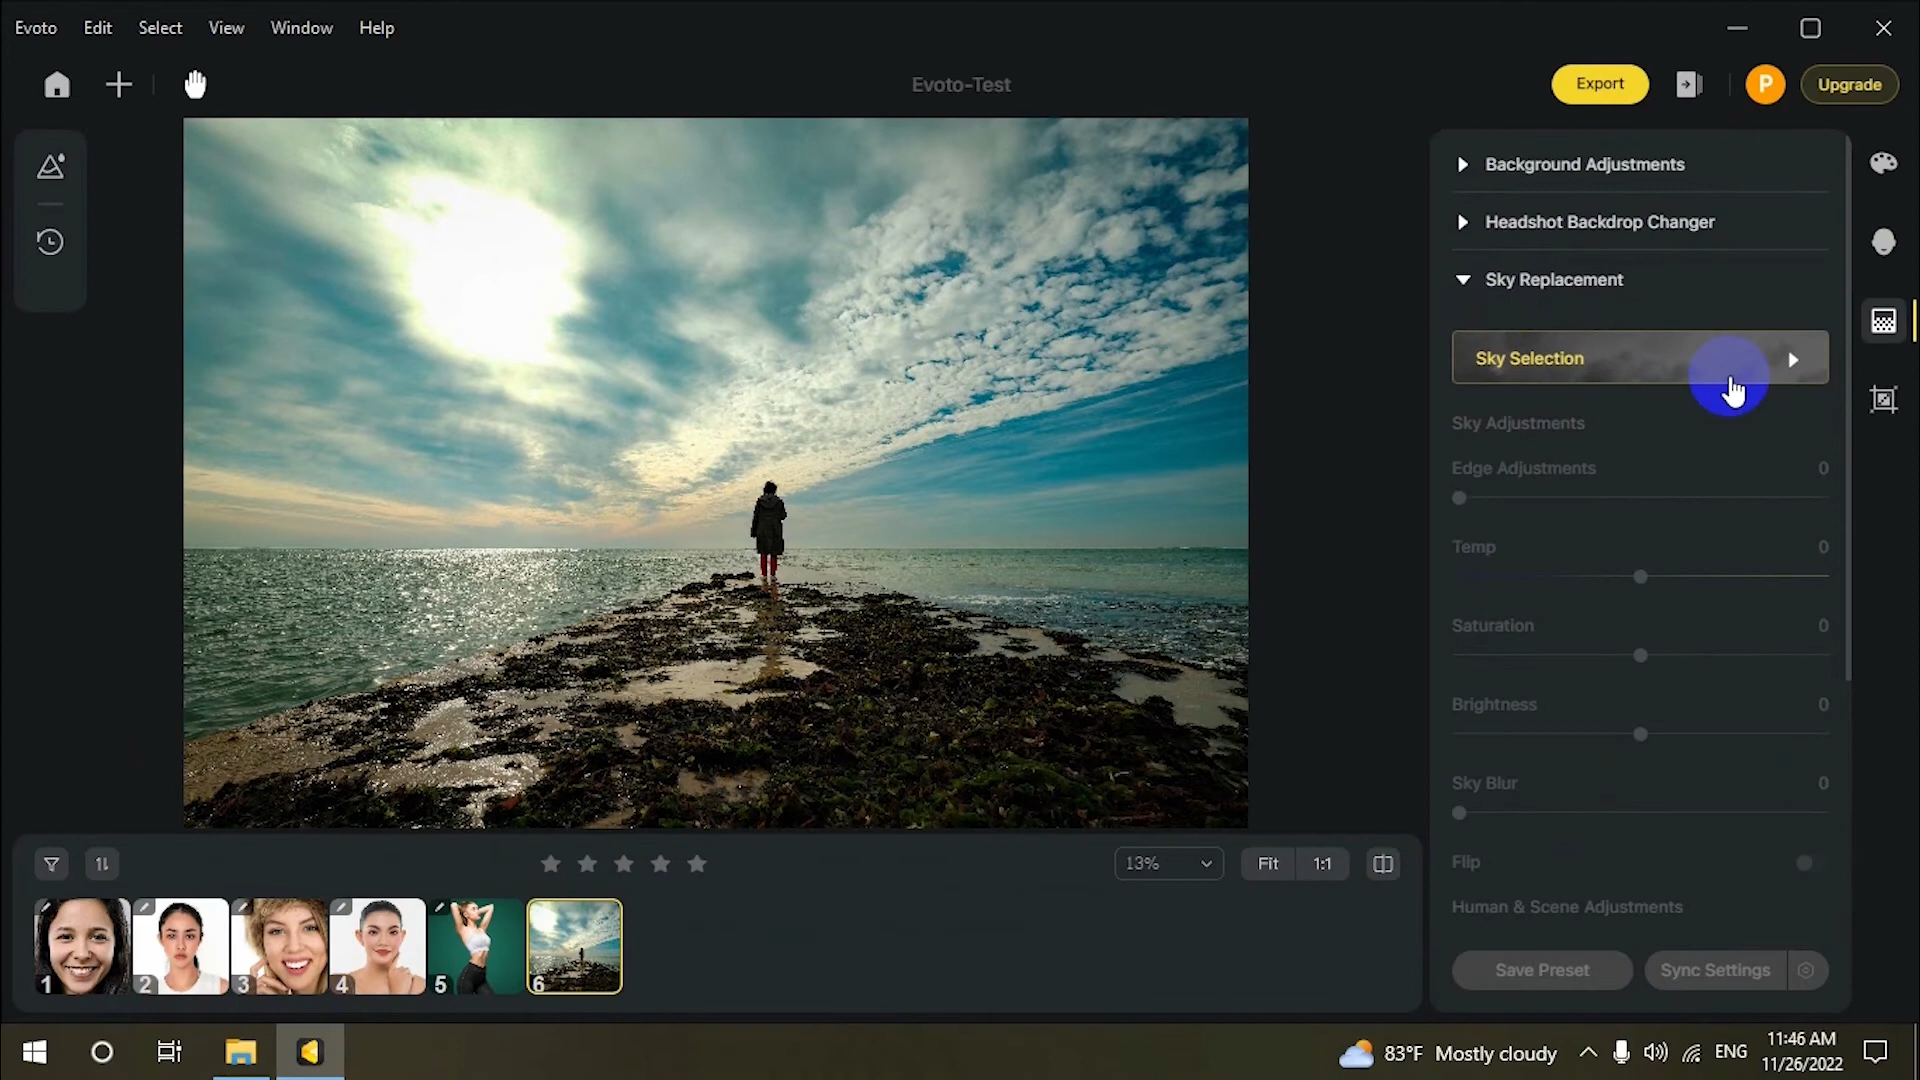 Evoto Edit Select View Window Help
Evoto-Test
Export
P
Upgrade
Background Adjustments
Headshot Backdrop Changer
Sky Replacement
Sky Selection
Sky Adjustments
Edge Adjustments 0
Temp 0
Saturation 0
Brightness 0
Sky Blur 0
Flip
Human & Scene Adjustments
Save Preset Sync Settings
13% Fit 1:1
1 2 3 4 5 6
83°F Mostly cloudy
ENG
11:46 AM
11/26/2022